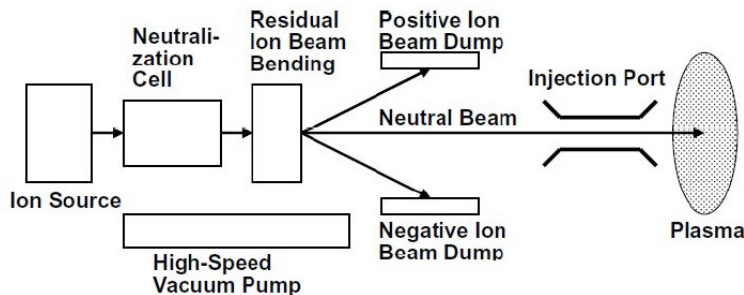 Neutrali-
zation
Cell
Residual
Ion Beam
Bending
Positive Ion
Beam Dump
Injection Port
Neutral Beam
Ion Source
Negative Ion
Beam Dump
Plasma
High-Speed
Vacuum Pump